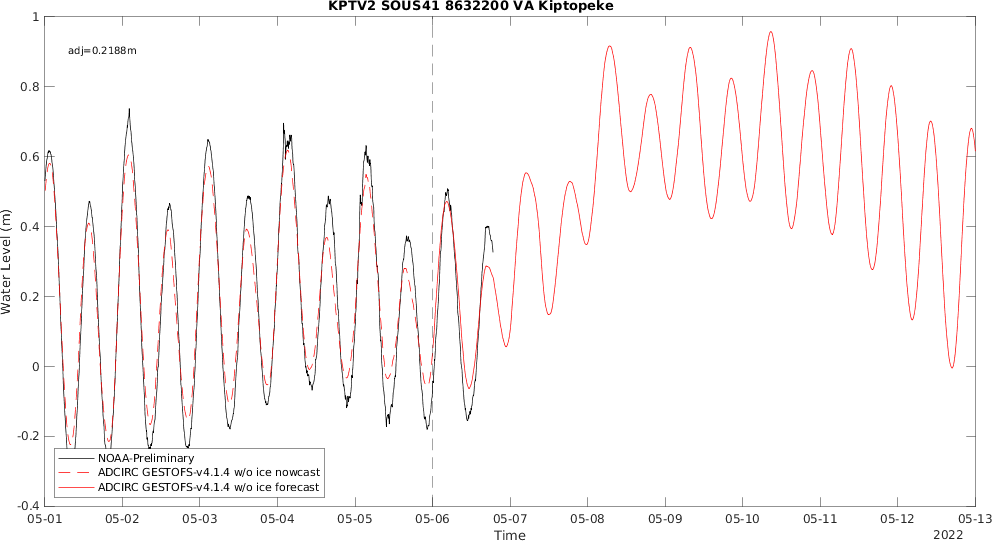 KPTV2 SOUS41 8632200 VA Kiptopeke
adj=0.2188m
Water Level (m)
1
0.8
0.6
0.4
0.2
0
-0.2
-0.4
NOAA-Preliminary
ADCIRC GESTOFS-v4.1.4 w/o ice nowcast
ADCIRC GESTOFS-v4.1.4 w/o ice forecast
05-01 05-02 05-03 05-04 05-05 05-06 05-07 05-08 05-09 05-10 05-11 05-12 05-13
Time
2022